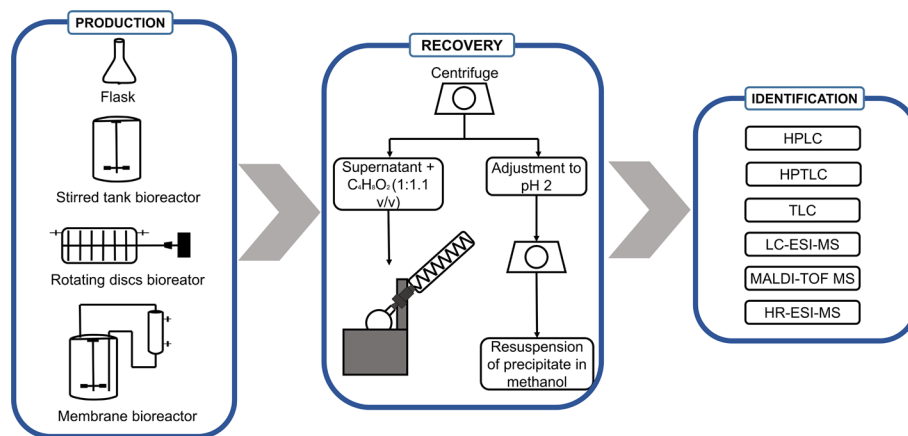 PRODUCTION
Flask
Stirred tank bioreactor
Rotating discs bioreator
Membrane bioreactor
RECOVERY
Centrifuge
Supernatant +
C₄H₈O₂ (1:1.1
v/v)
Adjustment to
pH 2
Resuspension
of precipitate in
methanol
IDENTIFICATION
HPLC
HPTLC
TLC
LC-ESI-MS
MALDI-TOF MS
HR-ESI-MS